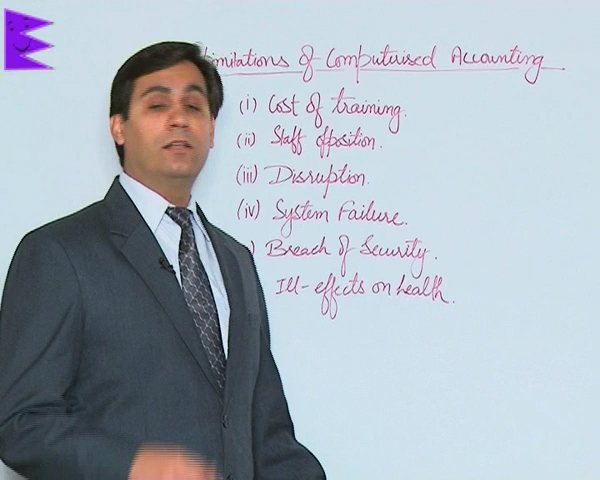 Limitations of Computerised Accounting
(i) Cost of training.
(ii) Staff opposition.
(iii) Disruption.
(iv) System Failure.
) Breach of Security.
Ill-effects on health.